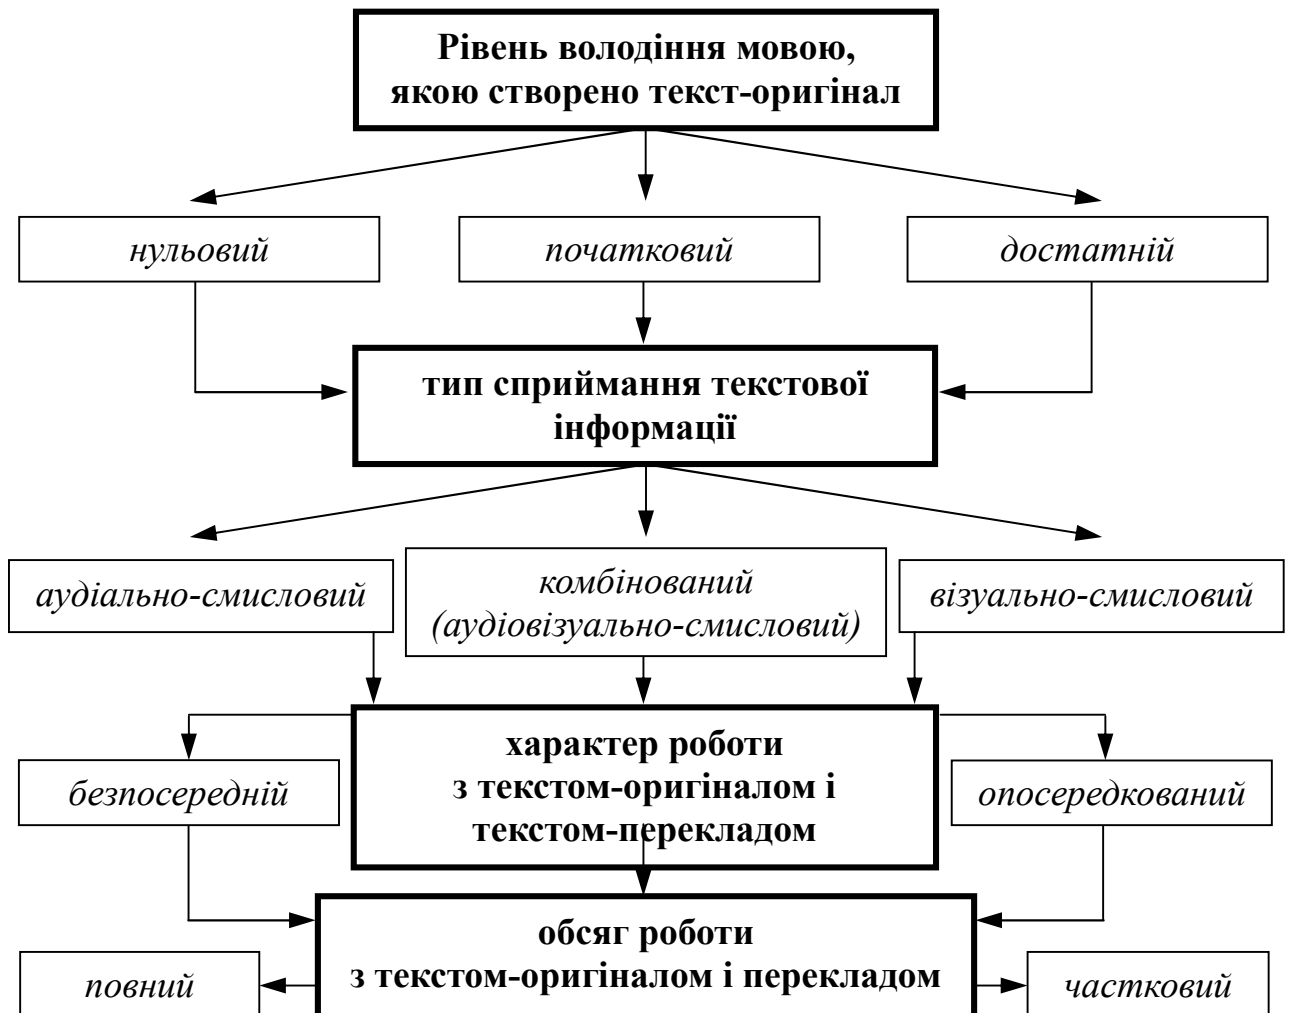 Рівень володіння мовою,
якою створено текст-оригінал
нульовий
початковий
достатній
тип сприймання текстової
інформації
аудіально-смисловий
комбінований
(аудіовізуально-смисловий)
візуально-смисловий
характер роботи
з текстом-оригіналом і
текстом-перекладом
безпосередній
опосередкований
обсяг роботи
з текстом-оригіналом і перекладом
повний
частковий